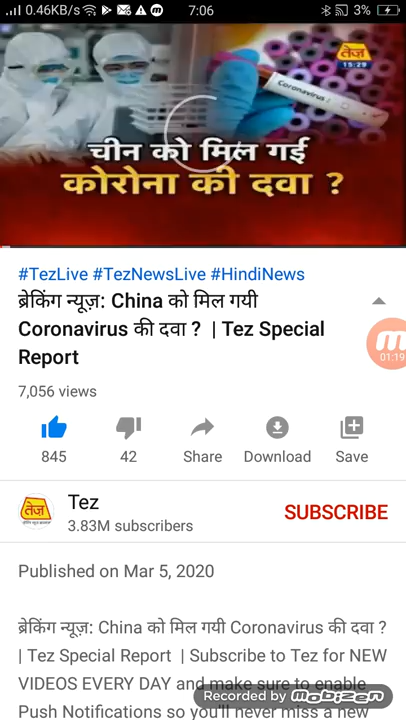 0.46KB/s 7:06 3%
तेज़
15:29
Coronavirus
चीन को मिल गई
कोरोना की दवा ?
#TezLive #TezNewsLive #HindiNews
ब्रेकिंग न्यूज़: China को मिल गयी
Coronavirus की दवा ? | Tez Special
Report
01:19
7,056 views
845 42 Share Download Save
तेज़
Tez
3.83M subscribers
SUBSCRIBE
Published on Mar 5, 2020
ब्रेकिंग न्यूज़: China को मिल गयी Coronavirus की दवा ?
| Tez Special Report | Subscribe to Tez for NEW
VIDEOS EVERY DAY and make sure to enable
Push Notifications so you'll never miss a new
Recorded by MOBIZEN